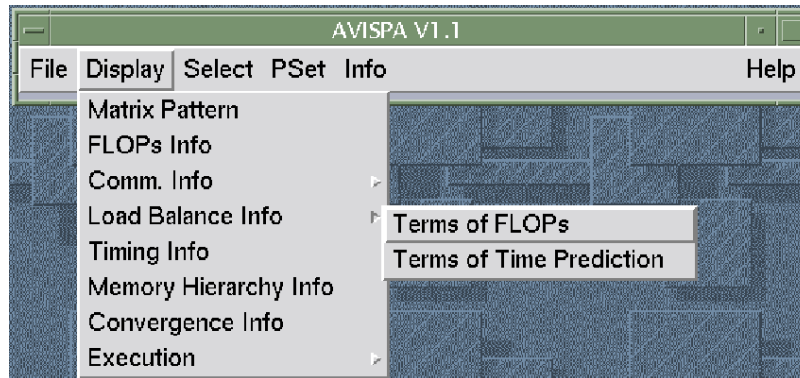 AVISPA V1.1
File Display Select PSet Info Help
Matrix Pattern
FLOPs Info
Comm. Info
Load Balance Info
Terms of FLOPs
Timing Info
Terms of Time Prediction
Memory Hierarchy Info
Convergence Info
Execution